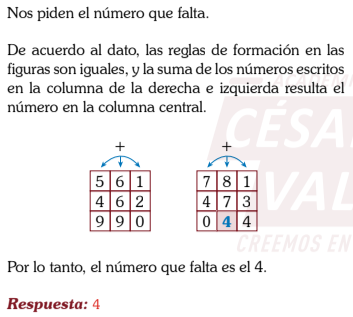 Nos piden el número que falta.
De acuerdo al dato, las reglas de formación en las
figuras son iguales, y la suma de los números escritos
en la columna de la derecha e izquierda resulta el
número en la columna central.
+ +
5 6 1 7 8 1
4 6 2 4 7 3
9 9 0 0 4 4
Por lo tanto, el número que falta es el 4.
Respuesta: 4
ACADEMI
CÉSA
VAL
CREEMOS EN